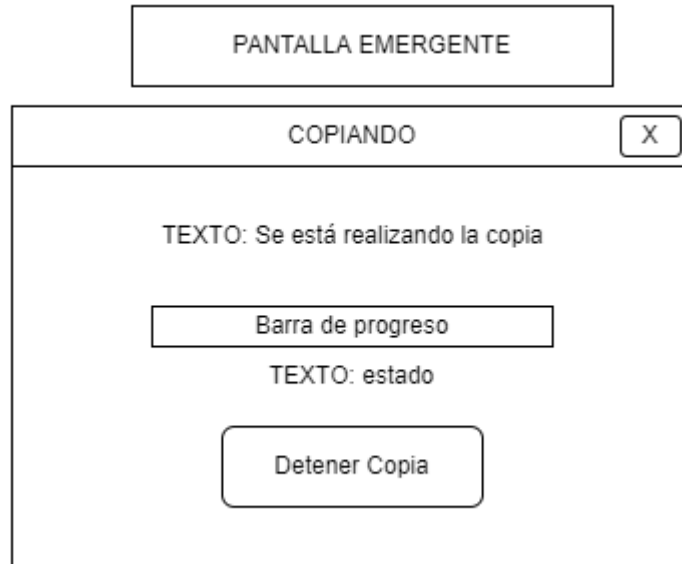 PANTALLA EMERGENTE
COPIANDO
X
TEXTO: Se está realizando la copia
Barra de progreso
TEXTO: estado
Detener Copia